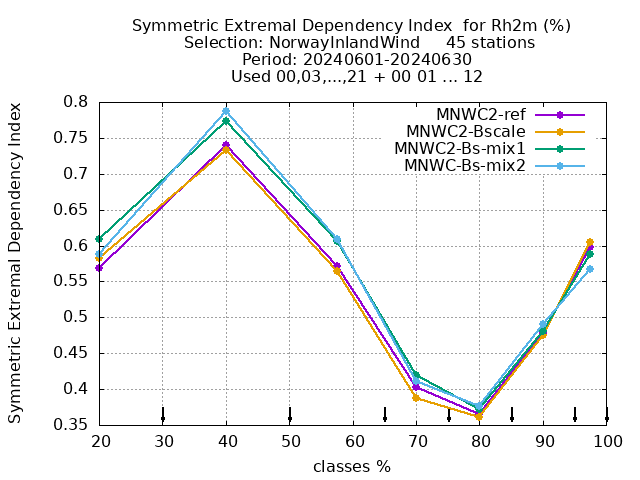 Symmetric Extremal Dependency Index for Rh2m (%)
Selection: NorwayInlandWind 45 stations
Period: 20240601-20240630
Used 00,03,...,21 + 00 01 ... 12
MNWC2-ref
MNWC2-Bscale
MNWC2-Bs-mix1
MNWC-Bs-mix2
Symmetric Extremal Dependency Index
0.8
0.75
0.7
0.65
0.6
0.55
0.5
0.45
0.4
0.35
20 30 40 50 60 70 80 90 100
classes %